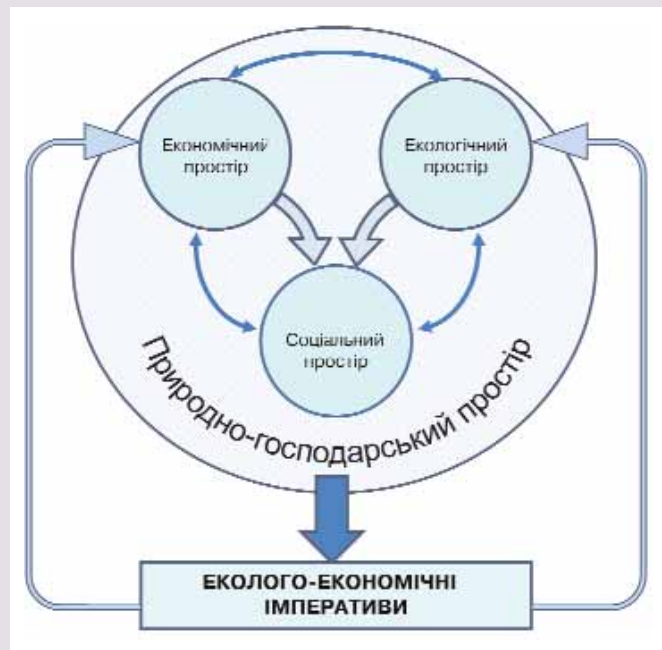 Економічний
простір
Екологічний
простір
Соціальний
простір
Природно-господарський простір
ЕКОЛОГО-ЕКОНОМІЧНІ
ІМПЕРАТИВИ